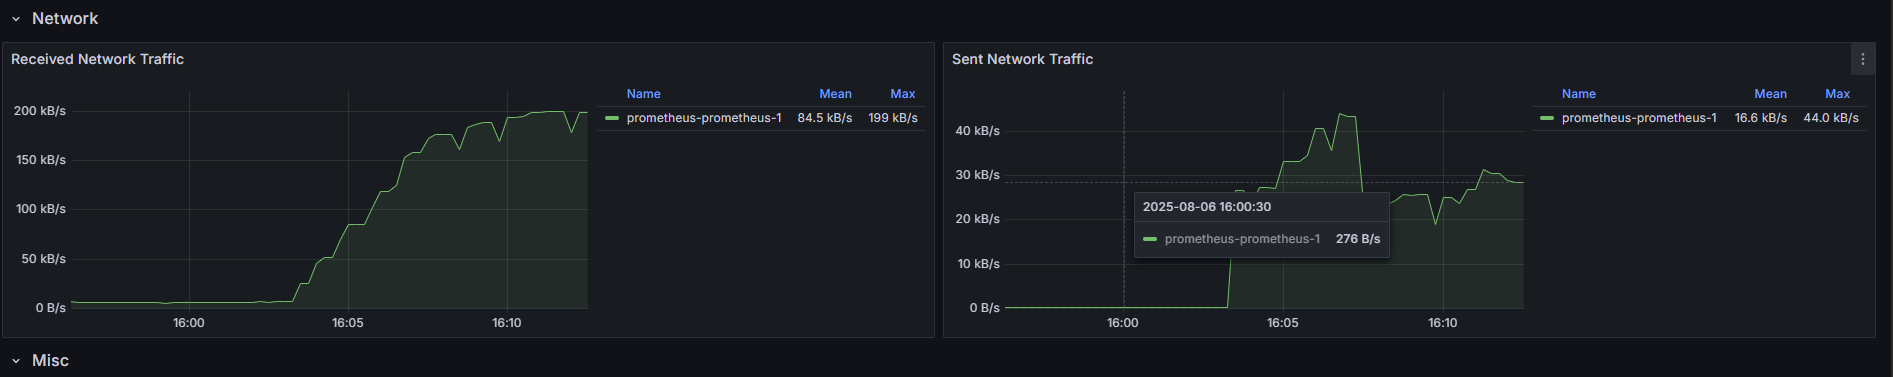 Network
Received Network Traffic
200 kB/s
150 kB/s
100 kB/s
50 kB/s
0 B/s
16:00 16:05 16:10
Name Mean Max
prometheus-prometheus-1 84.5 kB/s 199 kB/s
Sent Network Traffic
40 kB/s
30 kB/s
20 kB/s
10 kB/s
0 B/s
16:00 16:05 16:10
2025-08-06 16:00:30
prometheus-prometheus-1 276 B/s
Name Mean Max
prometheus-prometheus-1 16.6 kB/s 44.0 kB/s
Misc